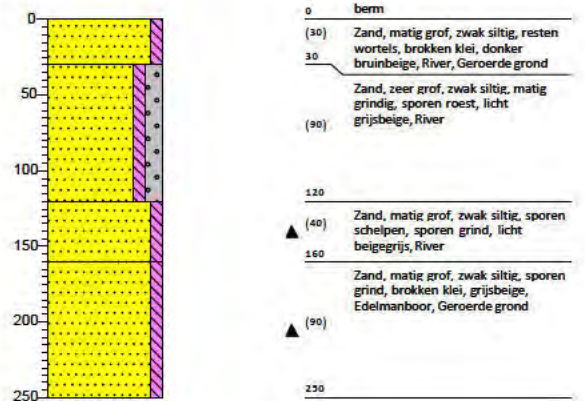 0
50
100
150
200
250
0 berm
(30) Zand, matig grof, zwak siltig, resten
wortels, brokken klei, donker
30 bruinbeige, River, Geroerde grond
Zand, zeer grof, zwak siltig, matig
grindig, sporen roest, licht
(90) grijsbeige, River
120
Zand, matig grof, zwak siltig, sporen
(40) schelpen, sporen grind, licht
beigegrijs, River
160
Zand, matig grof, zwak siltig, sporen
grind, brokken klei, grijsbeige,
Edelmanboor, Geroerde grond
(90)
250